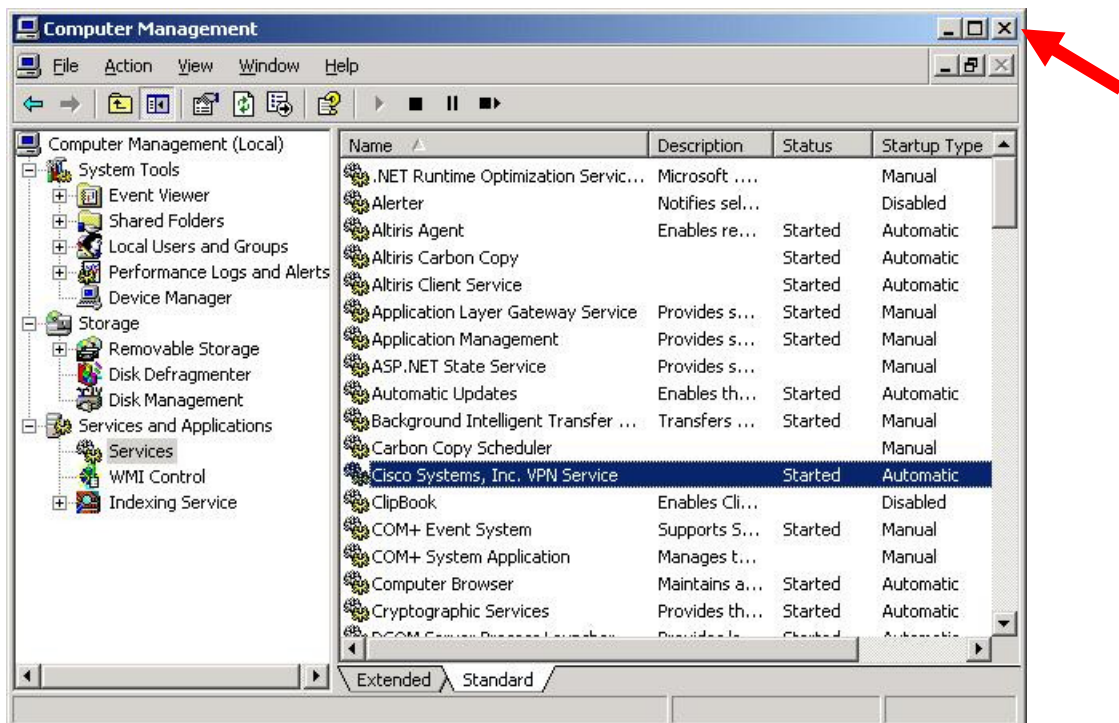 Computer Management
File Action View Window Help
Computer Management (Local)
System Tools
Event Viewer
Shared Folders
Local Users and Groups
Performance Logs and Alerts
Device Manager
Storage
Removable Storage
Disk Defragmenter
Disk Management
Services and Applications
Services
WMI Control
Indexing Service
Name Description Status Startup Type
.NET Runtime Optimization Servic... Microsoft .... Manual
Alerter Notifies sel... Disabled
Altiris Agent Enables re... Started Automatic
Altiris Carbon Copy Started Automatic
Altiris Client Service Started Automatic
Application Layer Gateway Service Provides s... Started Manual
Application Management Provides s... Started Manual
ASP.NET State Service Provides s... Manual
Automatic Updates Enables th... Started Automatic
Background Intelligent Transfer ... Transfers ... Started Manual
Carbon Copy Scheduler Manual
Cisco Systems, Inc. VPN Service Started Automatic
ClipBook Enables Cli... Disabled
COM+ Event System Supports S... Started Manual
COM+ System Application Manages t... Manual
Computer Browser Maintains a... Started Automatic
Cryptographic Services Provides th... Started Automatic
DCOM Server Process Launcher Started Automatic
Extended Standard